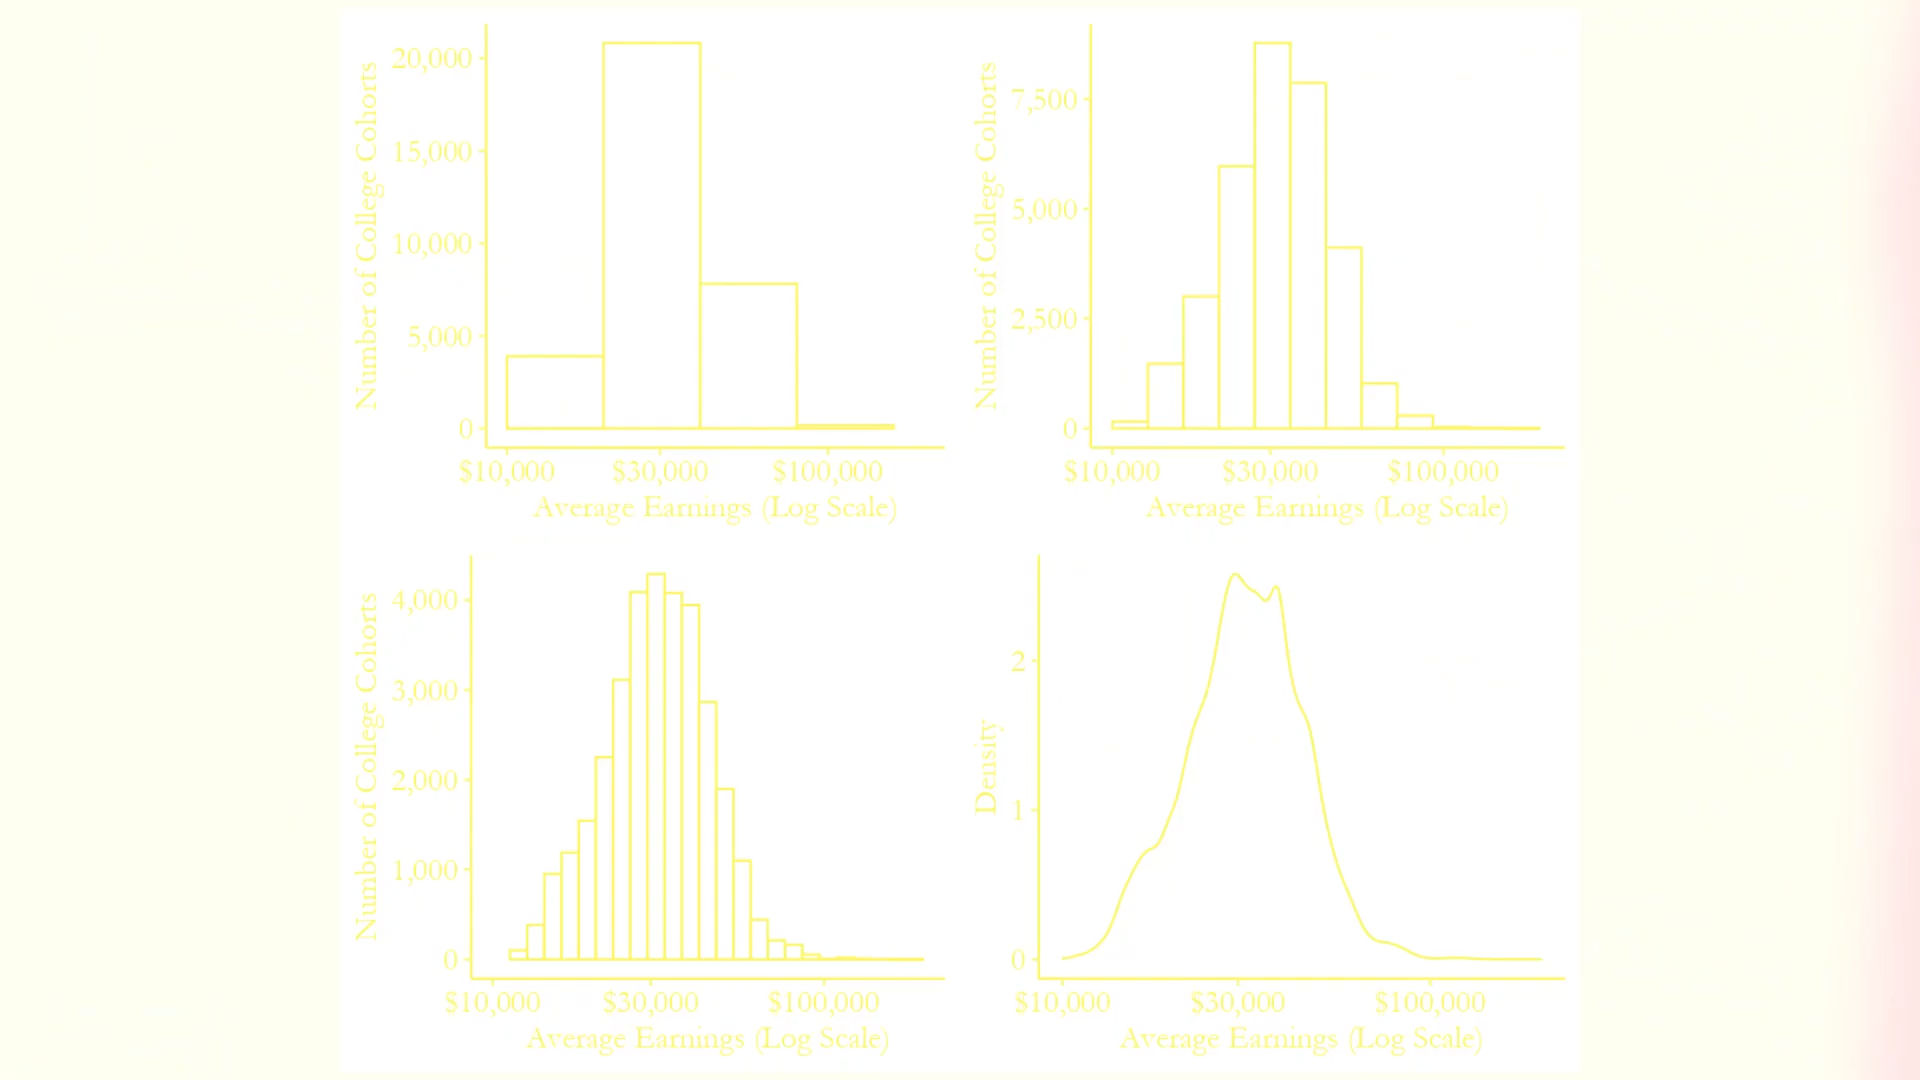 Number of College Cohorts
20,000
15,000
10,000
5,000
0
$10,000 $30,000 $100,000
Average Earnings (Log Scale)
Number of College Cohorts
7,500
5,000
2,500
0
$10,000 $30,000 $100,000
Average Earnings (Log Scale)
Number of College Cohorts
4,000
3,000
2,000
1,000
0
$10,000 $30,000 $100,000
Average Earnings (Log Scale)
Density
2
1
0
$10,000 $30,000 $100,000
Average Earnings (Log Scale)